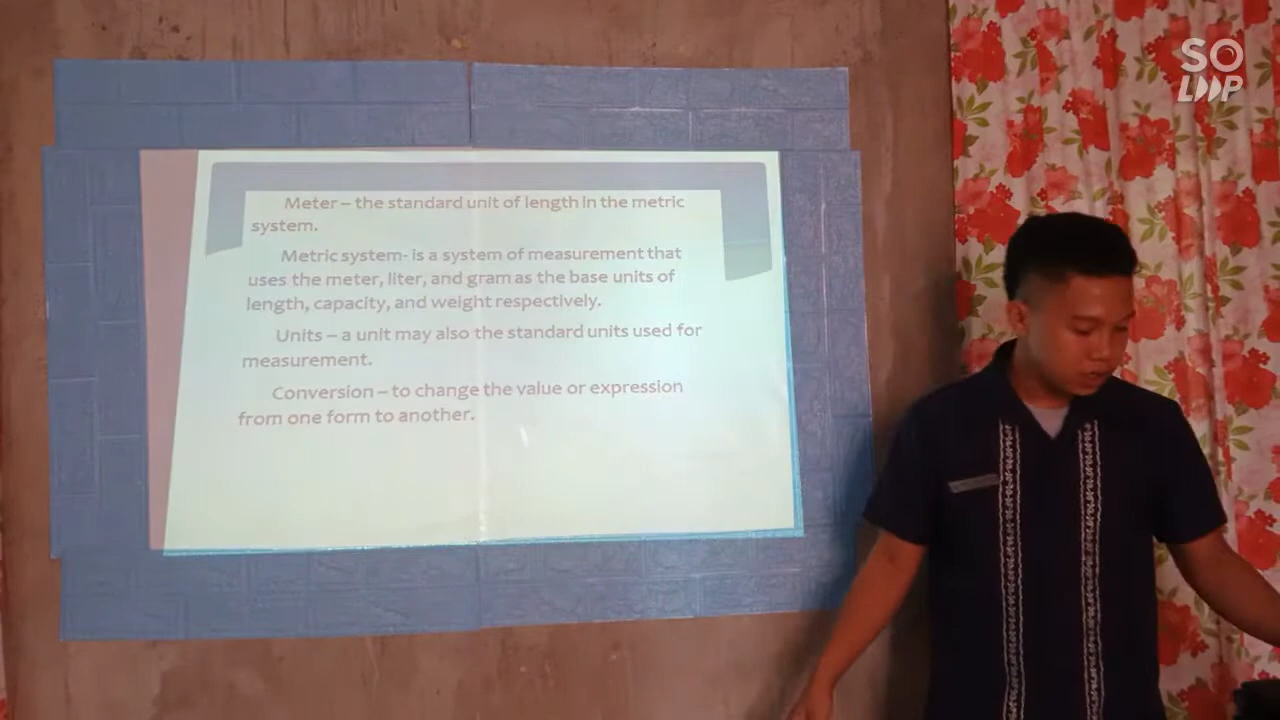 SO
LOOP
Meter – the standard unit of length in the metric
system.
Metric system- is a system of measurement that
uses the meter, liter, and gram as the base units of
length, capacity, and weight respectively.
Units – a unit may also the standard units used for
measurement.
Conversion – to change the value or expression
from one form to another.